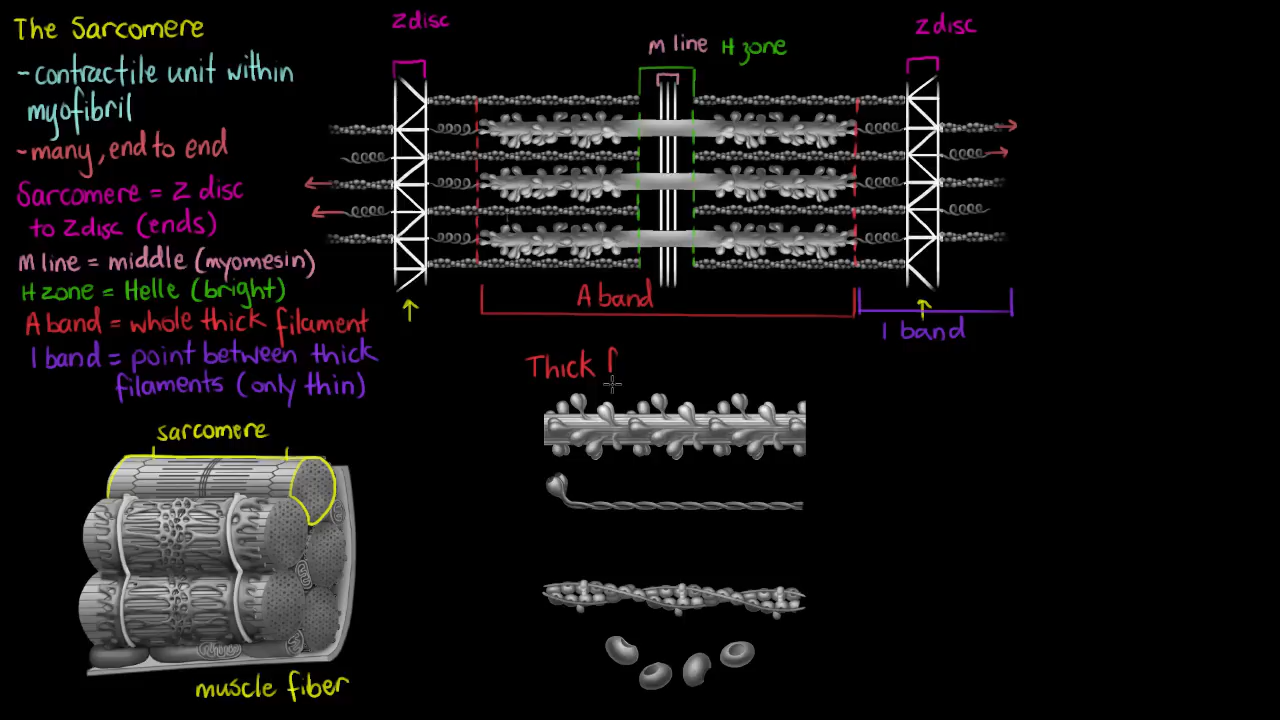 The Sarcomere
- contractile unit within
myofibril
- many, end to end
Sarcomere = Z disc
to Z disc (ends)
M line = middle (myomesin)
H zone = Helle (bright)
A band = whole thick filament
I band = point between thick
filaments (only thin)
sarcomere
muscle fiber
Z disc
M line
H zone
Z disc
A band
I band
Thick f